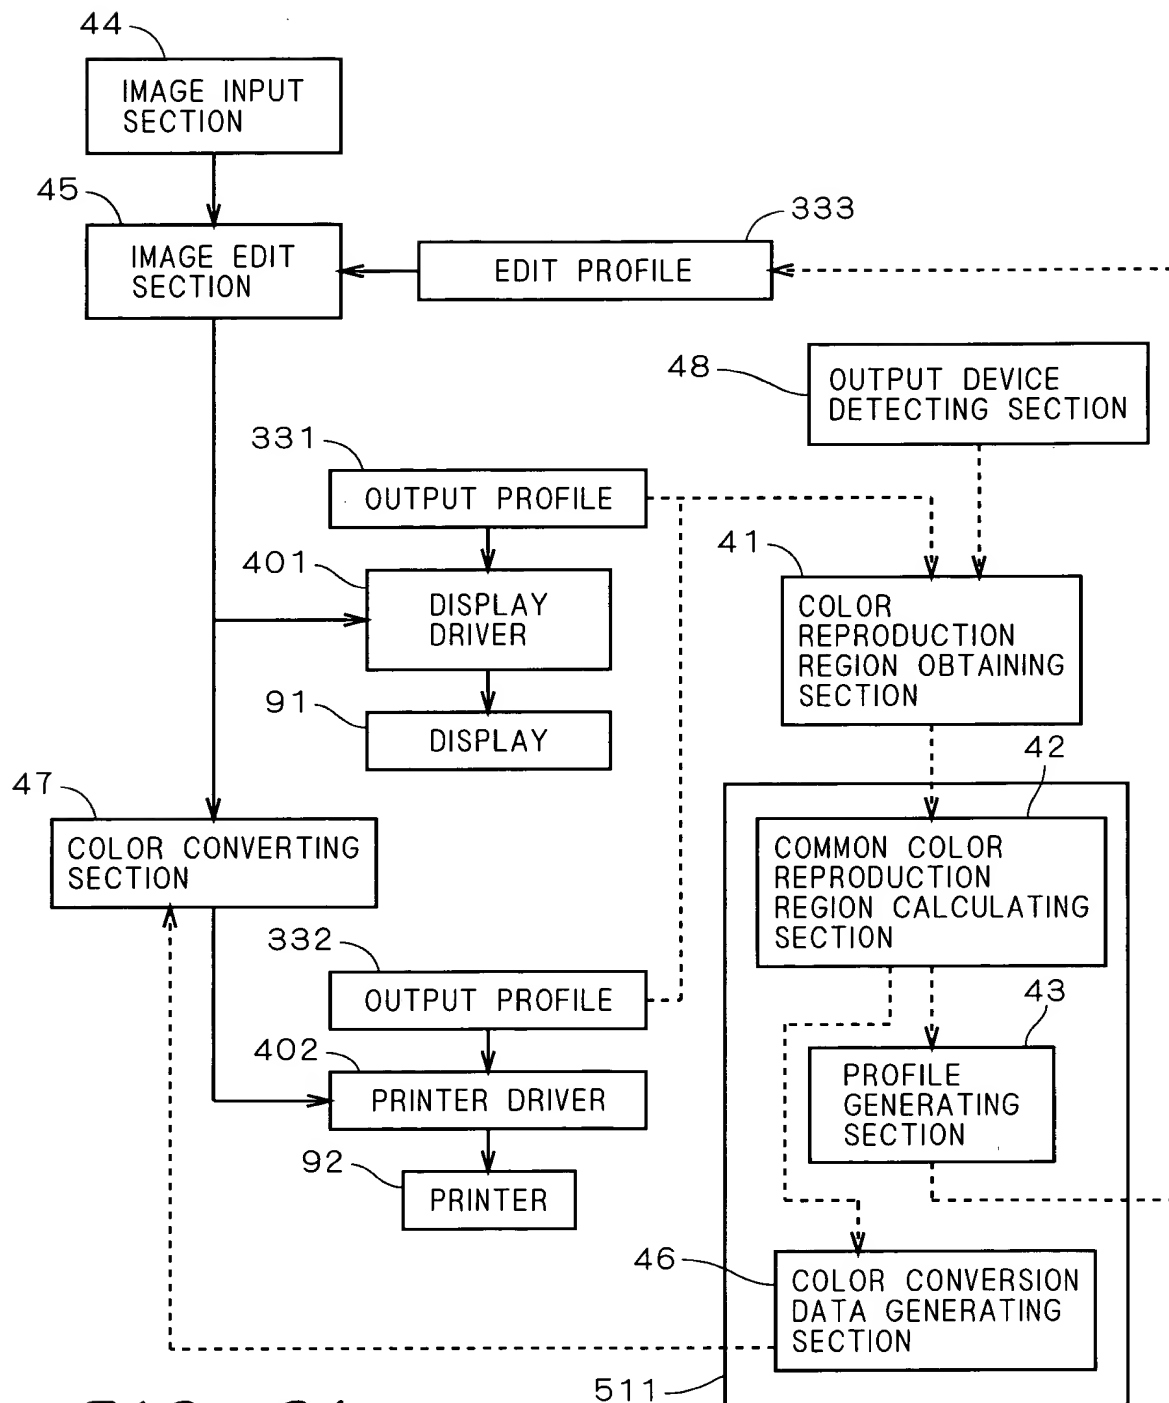 44
IMAGE INPUT
SECTION
45
IMAGE EDIT
SECTION
333
EDIT PROFILE
48
OUTPUT DEVICE
DETECTING SECTION
331
OUTPUT PROFILE
401
DISPLAY
DRIVER
91
DISPLAY
41
COLOR
REPRODUCTION
REGION OBTAINING
SECTION
42
COMMON COLOR
REPRODUCTION
REGION CALCULATING
SECTION
47
COLOR CONVERTING
SECTION
332
OUTPUT PROFILE
402
PRINTER DRIVER
92
PRINTER
43
PROFILE
GENERATING
SECTION
46
COLOR CONVERSION
DATA GENERATING
SECTION
511